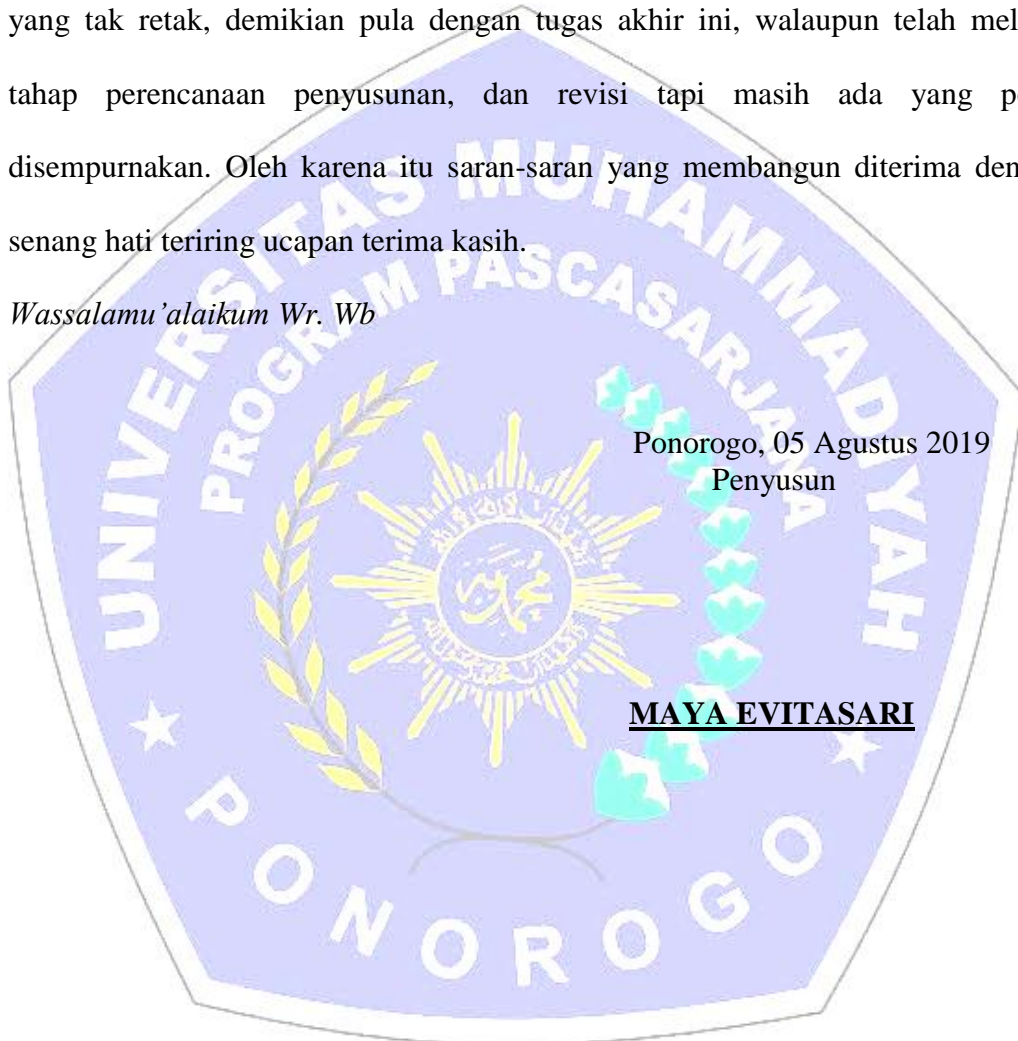 yang tak retak, demikian pula dengan tugas akhir ini, walaupun telah mel
tahap perencanaan penyusunan, dan revisi tapi masih ada yang p
disempurnakan. Oleh karena itu saran-saran yang membangun diterima den
senang hati teriring ucapan terima kasih.
Wassalamu’alaikum Wr. Wb
UNIVERSITAS MUHAMMADIYAH
PROGRAM PASCASARJANA
Ponorogo, 05 Agustus 2019
Penyusun
محمدية
MAYA EVITASARI
PONOROGO